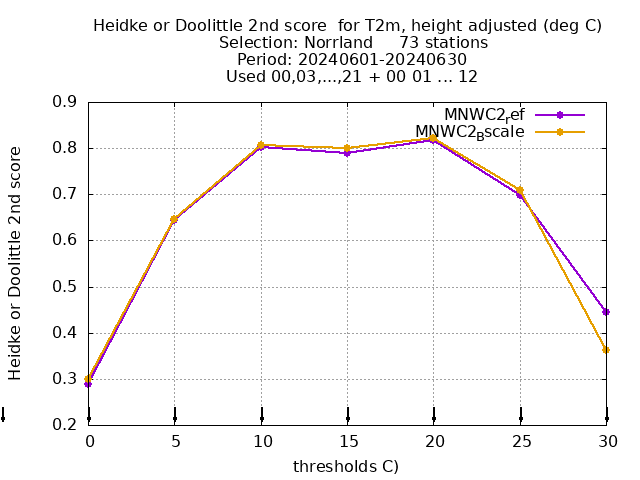 Heidke or Doolittle 2nd score  for T2m, height adjusted (deg C)
Selection: Norrland     73 stations
Period: 20240601-20240630
Used 00,03,...,21 + 00 01 ... 12
Heidke or Doolittle 2nd score
0.9
0.8
0.7
0.6
0.5
0.4
0.3
0.2
MNWC2_ref
MNWC2_Bscale
0 5 10 15 20 25 30
thresholds C)